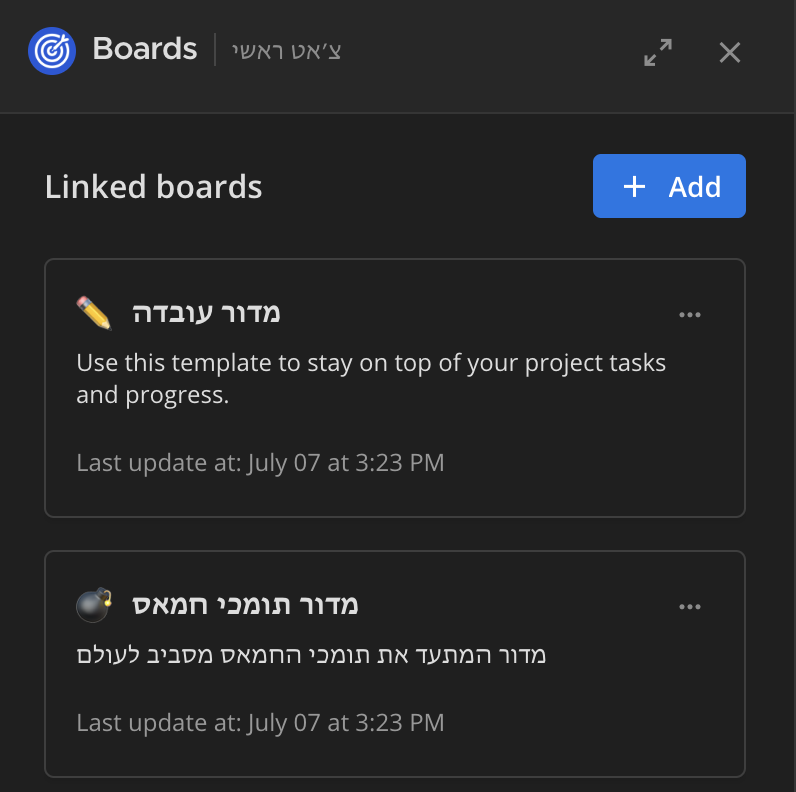 Boards
צ'אט ראשי
Linked boards
+ Add
מדור עובדה
Use this template to stay on top of your project tasks
and progress.
Last update at: July 07 at 3:23 PM
מדור תומכי חמאס
מדור המתעד את תומכי החמאס מסביב לעולם
Last update at: July 07 at 3:23 PM